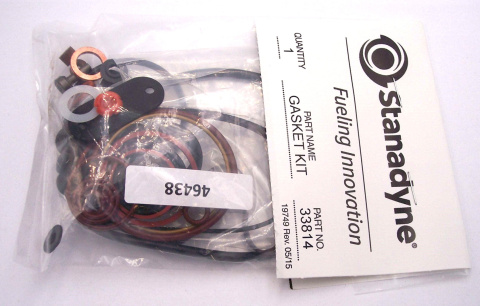 Stanadyne®
Fueling Innovation
QUANTITY
1
PART NAME
GASKET KIT
PART NO.
33814
19749 Rev. 05/15
46438